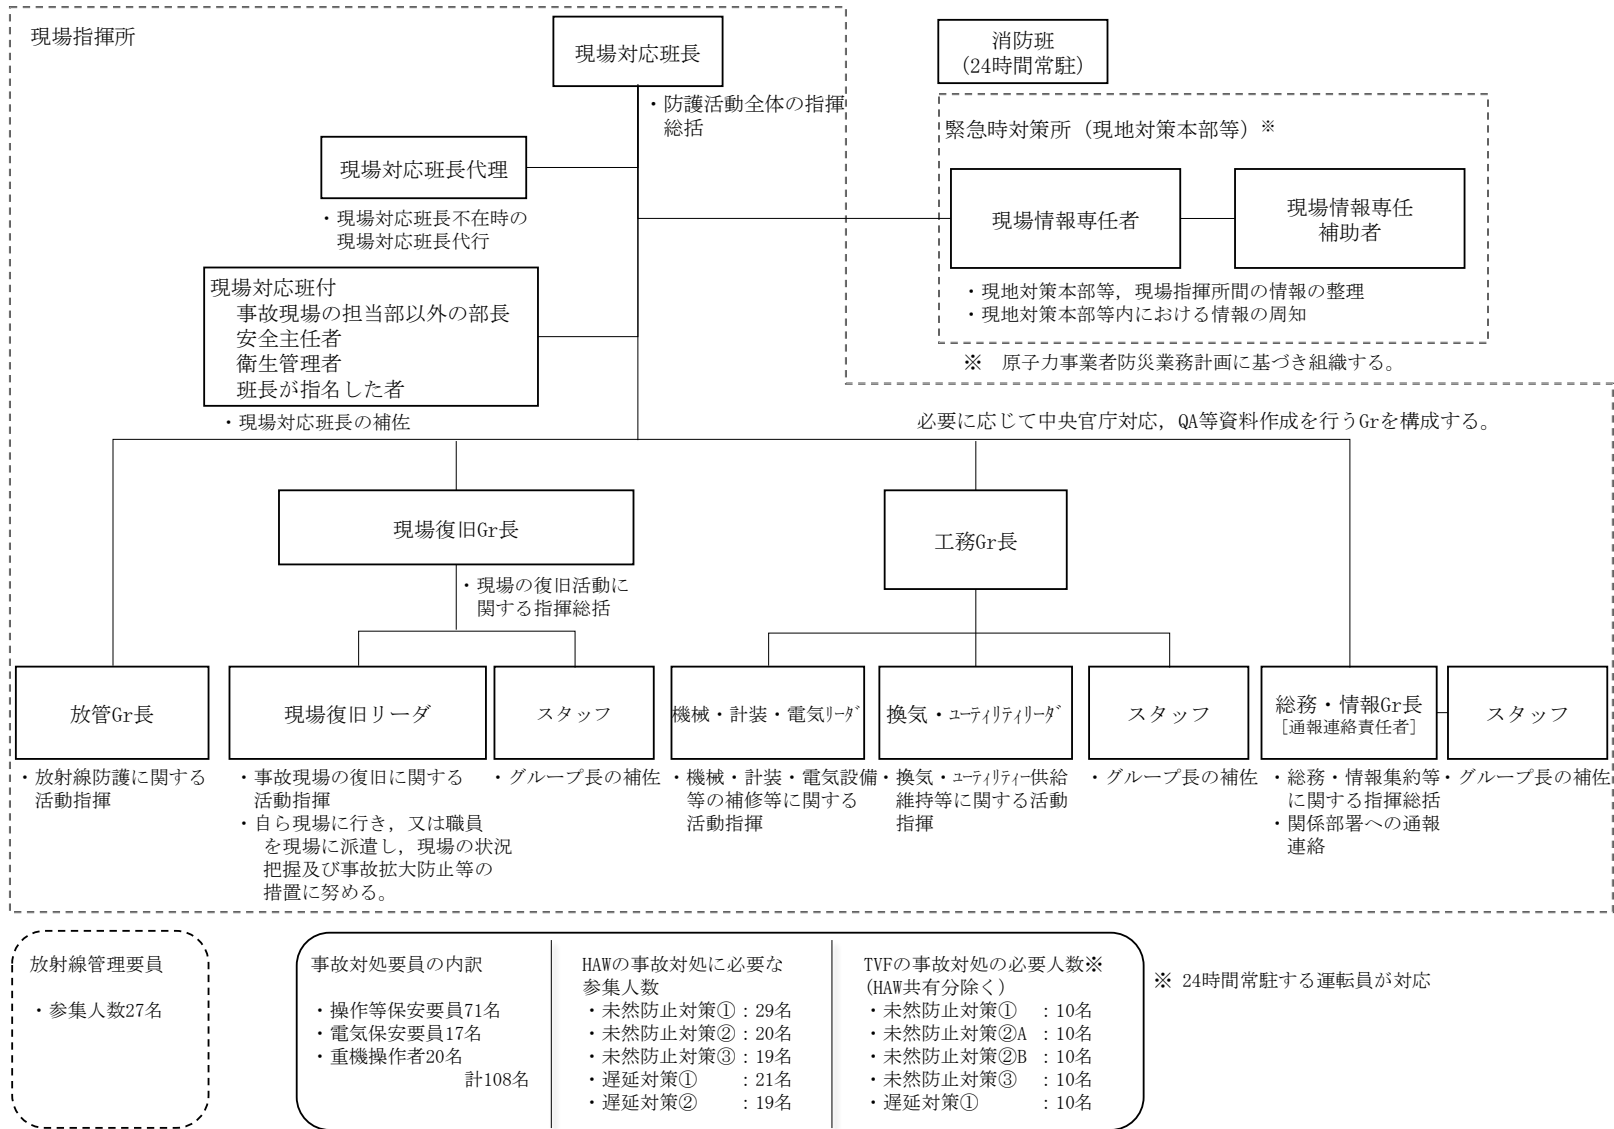 現場指揮所
現場対応班長
・防護活動全体の指揮
総括
現場対応班長代理
・現場対応班長不在時の
現場対応班長代行
現場対応班付
事故現場の担当部以外の部長
安全主任者
衛生管理者
班長が指名した者
・現場対応班長の補佐
消防班
(24時間常駐)
緊急時対策所（現地対策本部等）※
現場情報専任者
現場情報専任
補助者
・現地対策本部等，現場指揮所間の情報の整理
・現地対策本部等内における情報の周知
※　原子力事業者防災業務計画に基づき組織する。
必要に応じて中央官庁対応，QA等資料作成を行うGrを構成する。
現場復旧Gr長
・現場の復旧活動に
関する指揮総括
工務Gr長
放管Gr長
・放射線防護に関する
活動指揮
現場復旧リーダ
・事故現場の復旧に関する
活動指揮
・自ら現場に行き，又は職員
を現場に派遣し，現場の状況
把握及び事故拡大防止等の
措置に努める。
スタッフ
・グループ長の補佐
機械・計装・電気ﾘｰﾀﾞ
・機械・計装・電気設備
等の補修等に関する
活動指揮
換気・ﾕｰﾃｨﾘﾃｨﾘｰﾀﾞ
・換気・ﾕｰﾃｨﾘﾃｨｰ供給
維持等に関する活動
指揮
スタッフ
・グループ長の補佐
総務・情報Gr長
［通報連絡責任者］
・総務・情報集約等
に関する指揮総括
・関係部署への通報
連絡
スタッフ
・グループ長の補佐
放射線管理要員
・参集人数27名
事故対処要員の内訳
・操作等保安要員71名
・電気保安要員17名
・重機操作者20名
計108名
HAWの事故対処に必要な
参集人数
・未然防止対策①：29名
・未然防止対策②：20名
・未然防止対策③：19名
・遅延対策①　　：21名
・遅延対策②　　：19名
TVFの事故対処の必要人数※
(HAW共有分除く)
・未然防止対策①　：10名
・未然防止対策②A ：10名
・未然防止対策②B ：10名
・未然防止対策③　：10名
・遅延対策①　　　：10名
※ 24時間常駐する運転員が対応